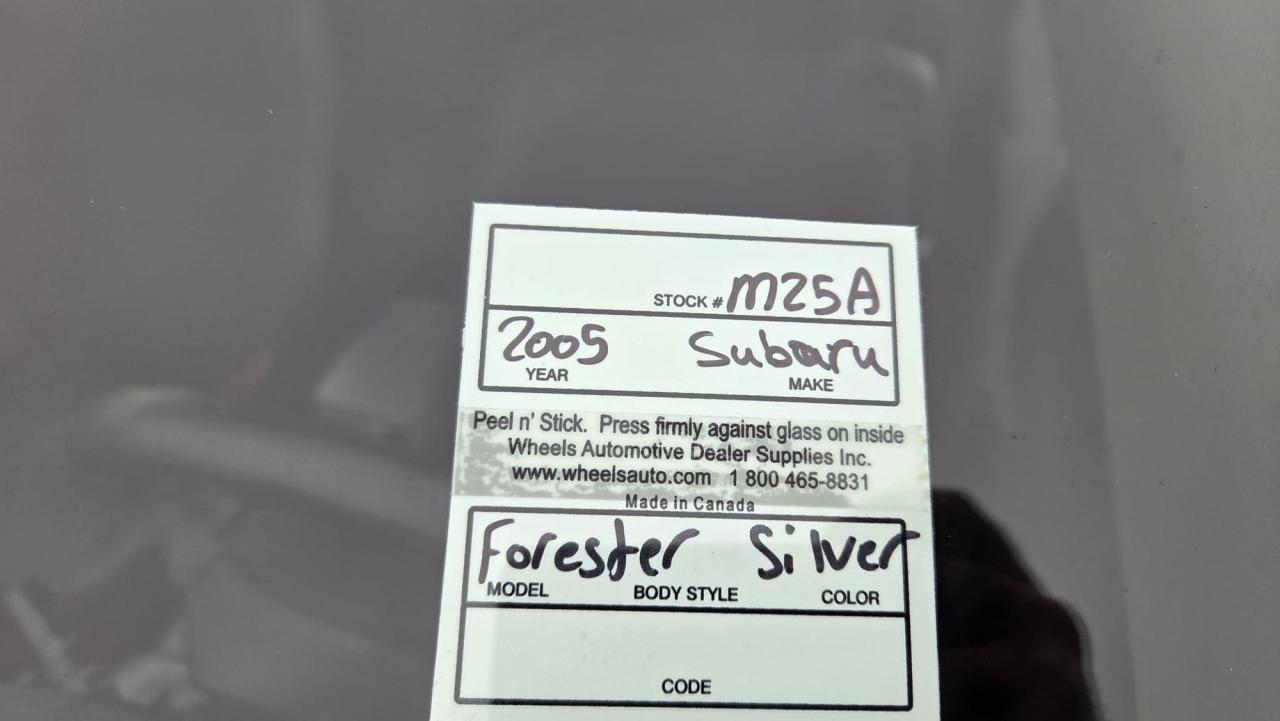 STOCK # M25A
2005 Subaru
YEAR MAKE
Peel n' Stick. Press firmly against glass on inside
Wheels Automotive Dealer Supplies Inc.
www.wheelsauto.com 1 800 465-8831
Made in Canada
Forester Silver
MODEL BODY STYLE COLOR
CODE